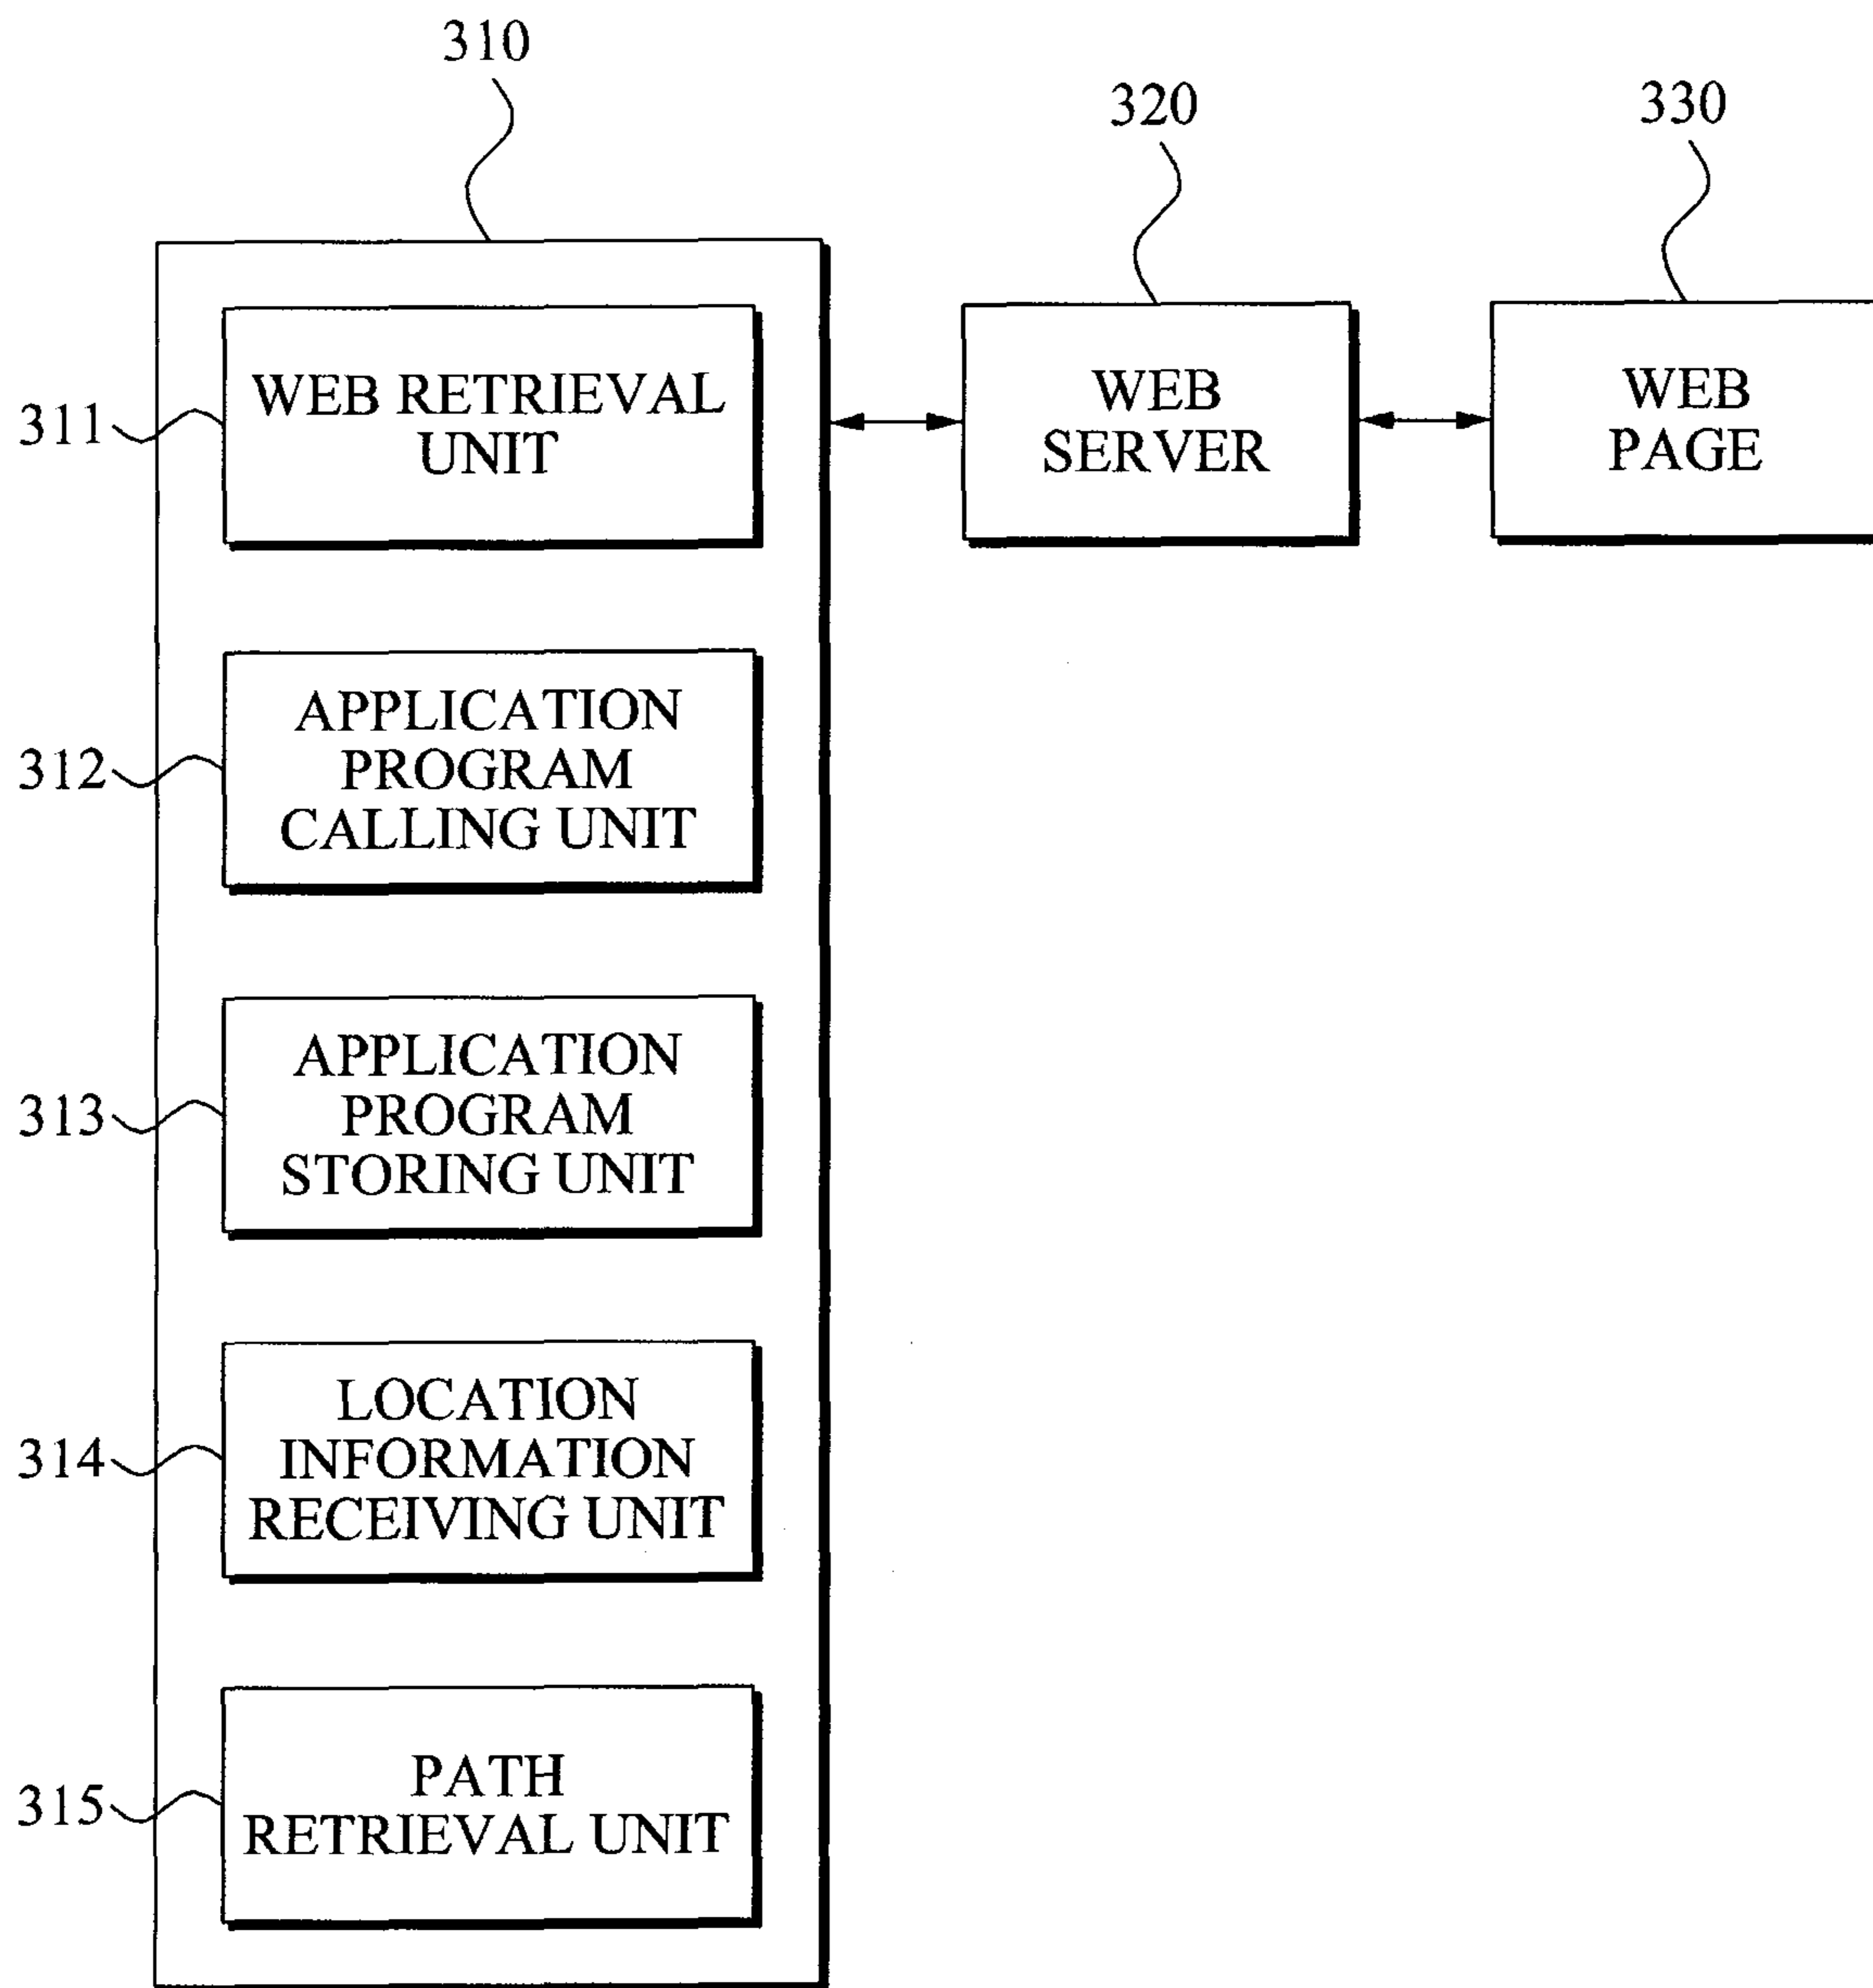 310
320
330
311
WEB RETRIEVAL
UNIT
WEB
SERVER
WEB
PAGE
312
APPLICATION
PROGRAM
CALLING UNIT
313
APPLICATION
PROGRAM
STORING UNIT
314
LOCATION
INFORMATION
RECEIVING UNIT
315
PATH
RETRIEVAL UNIT